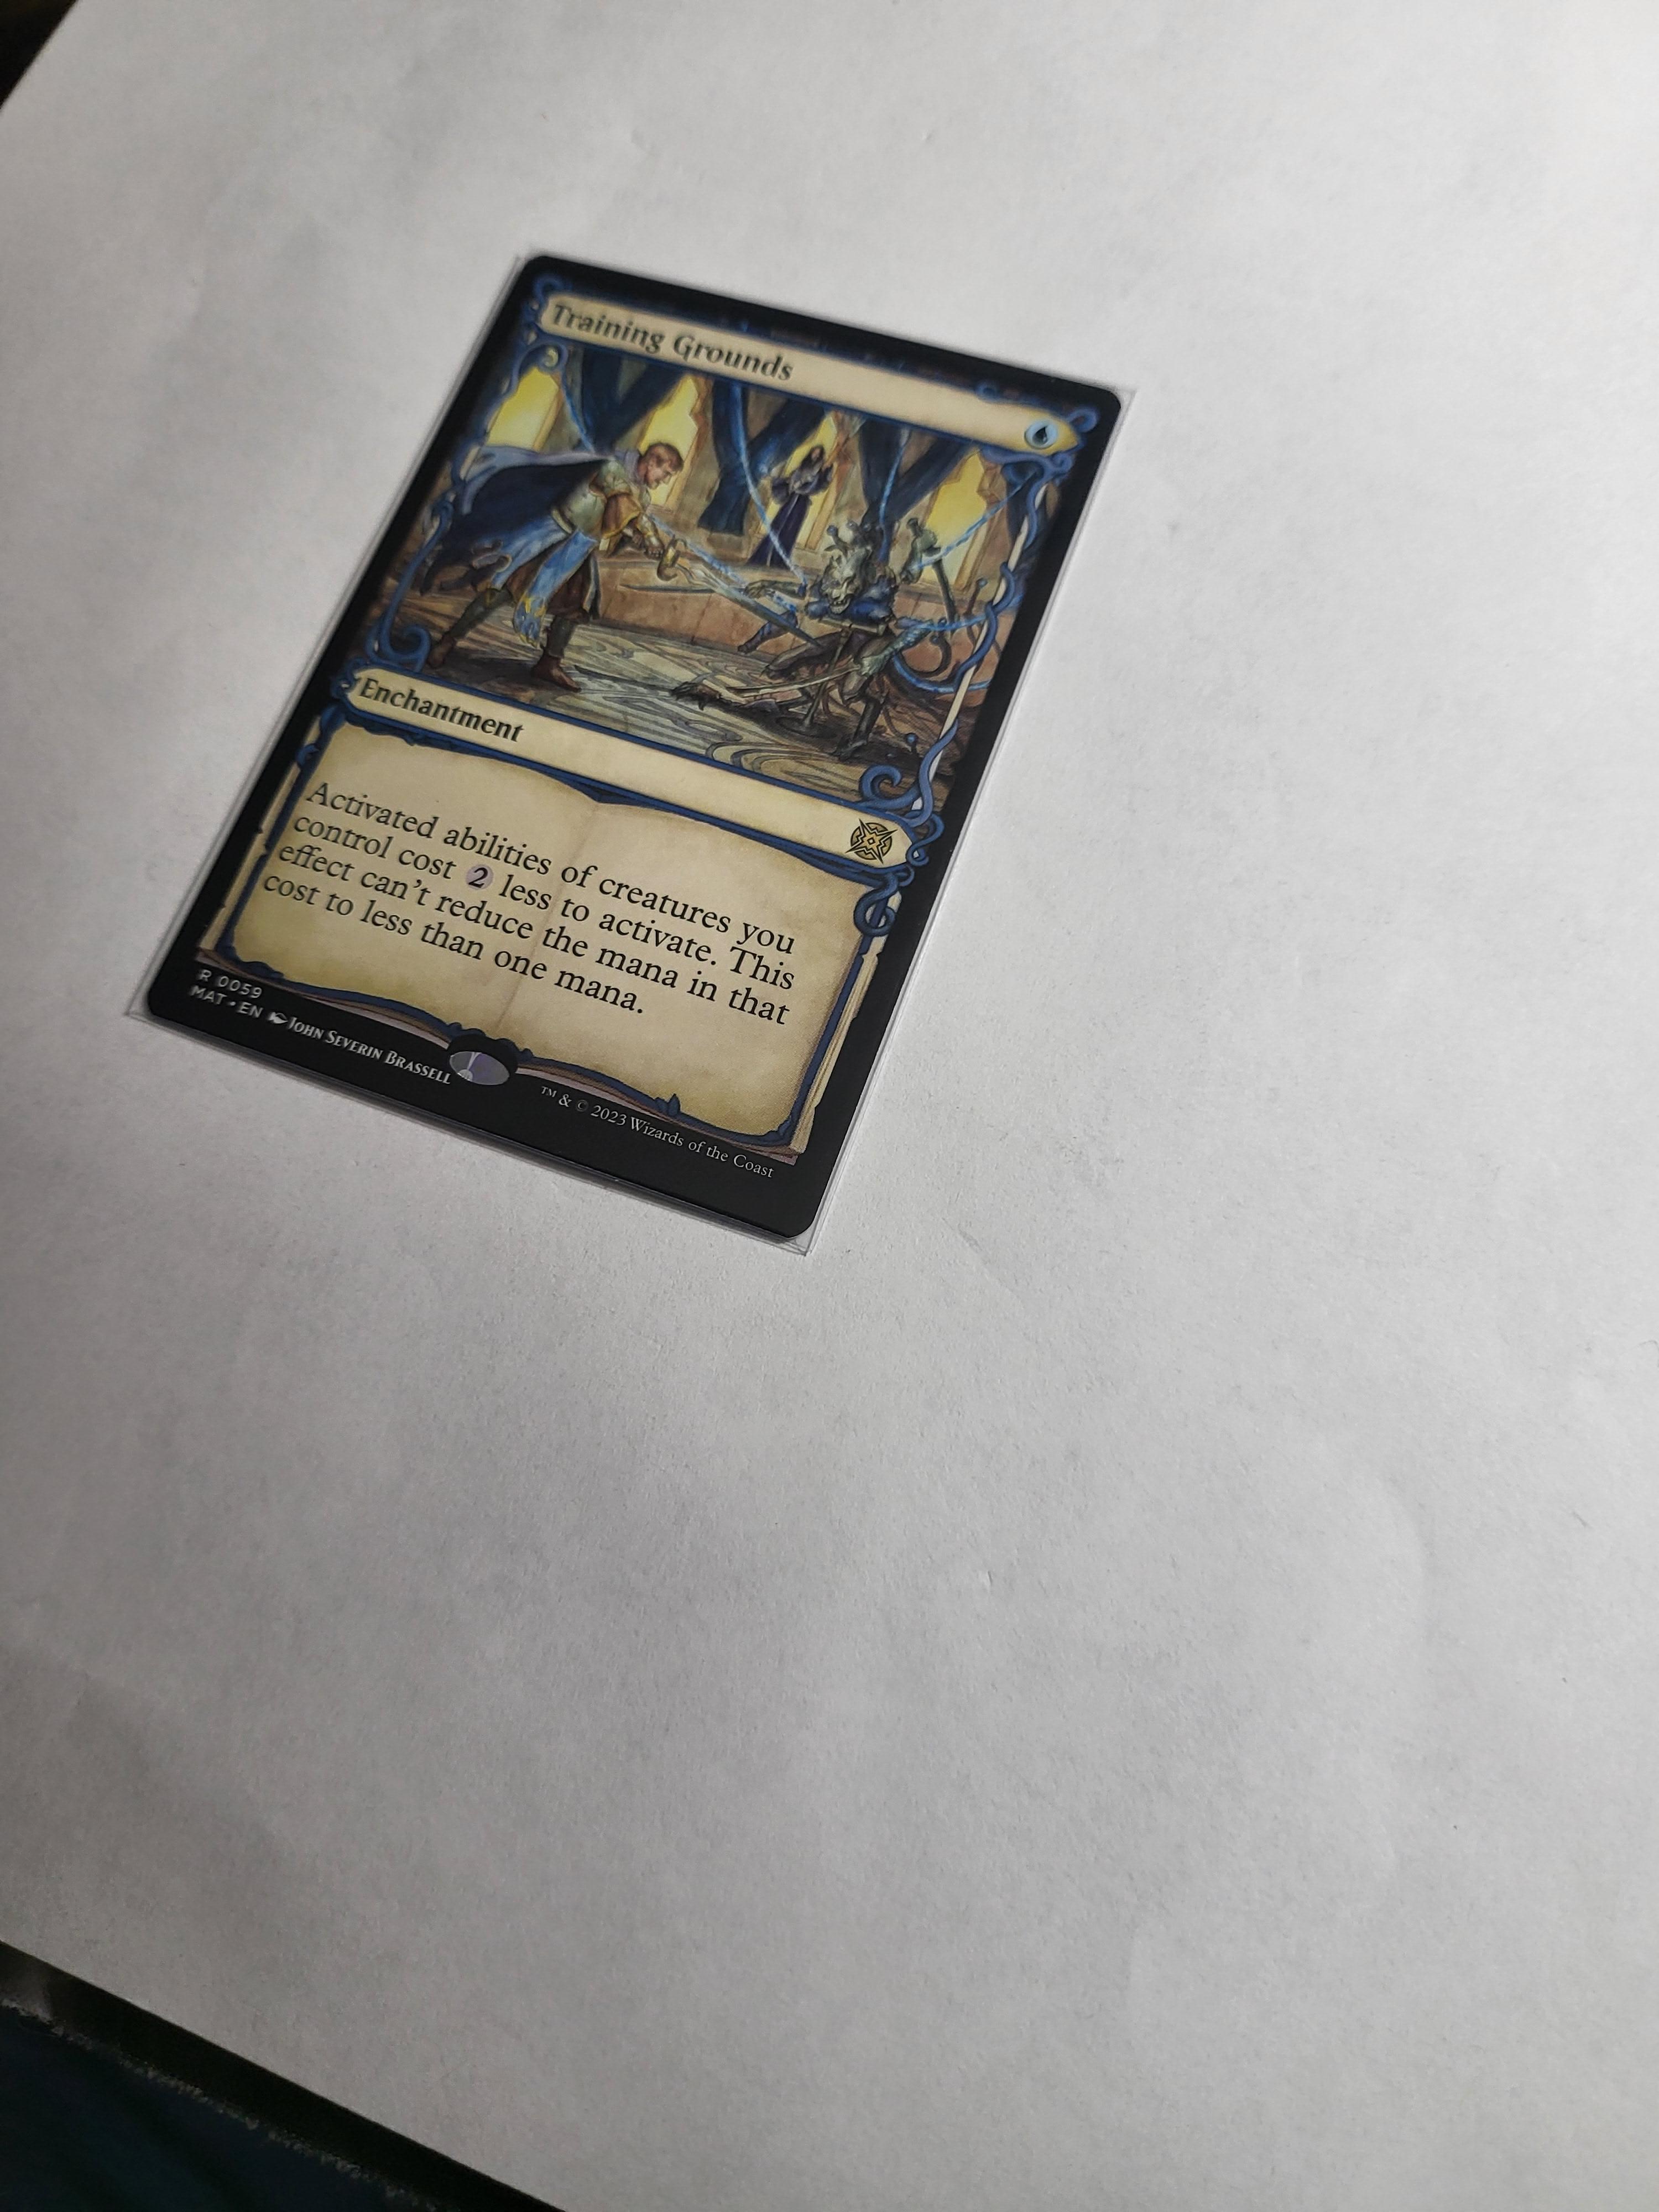 Training Grounds
Enchantment
Activated abilities of creatures you
control cost 2 less to activate. This
effect can't reduce the mana in that
cost to less than one mana.
R 0059
MAT • EN John Severin Brassell
™ & © 2023 Wizards of the Coast